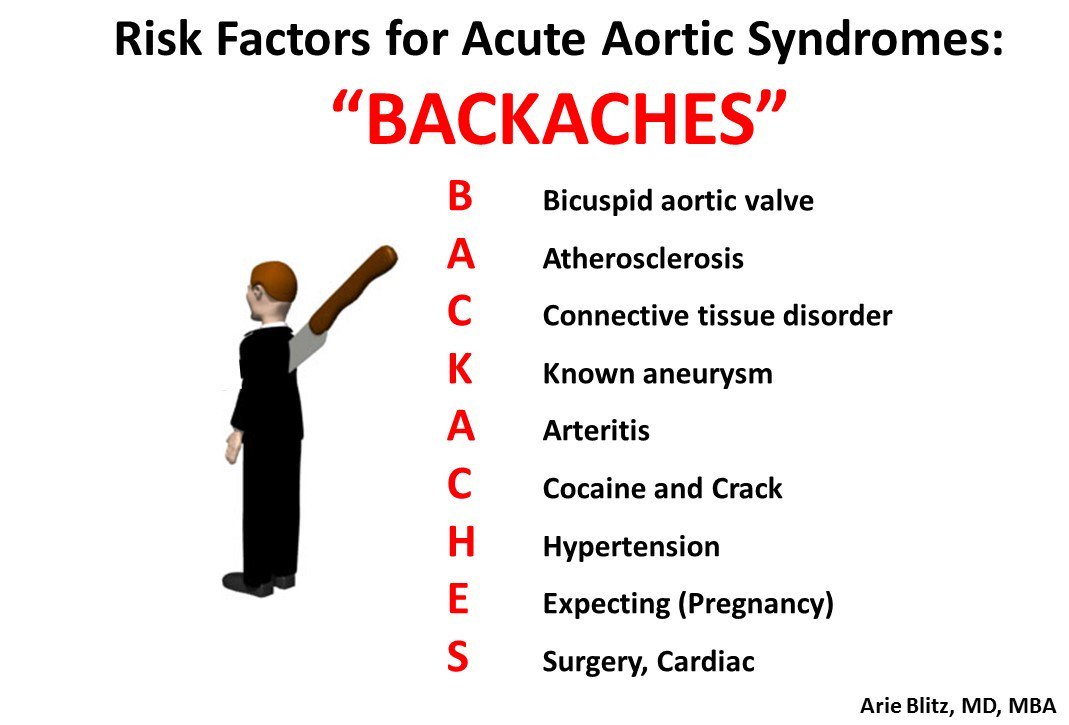 Risk Factors for Acute Aortic Syndromes:
“BACKACHES”
B Bicuspid aortic valve
A Atherosclerosis
C Connective tissue disorder
K Known aneurysm
A Arteritis
C Cocaine and Crack
H Hypertension
E Expecting (Pregnancy)
S Surgery, Cardiac
Arie Blitz, MD, MBA